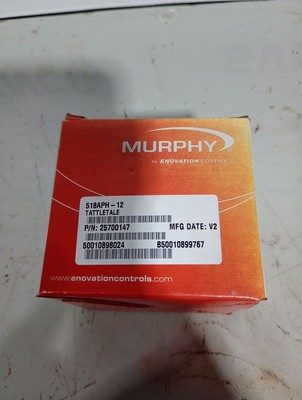 MURPHY
by ENOVATION CONTROLS
518APH-12
TATTLETALE
P/N: 25700147 MFG DATE: V2
50010898024 B50010899767
www.enovationcontrols.com